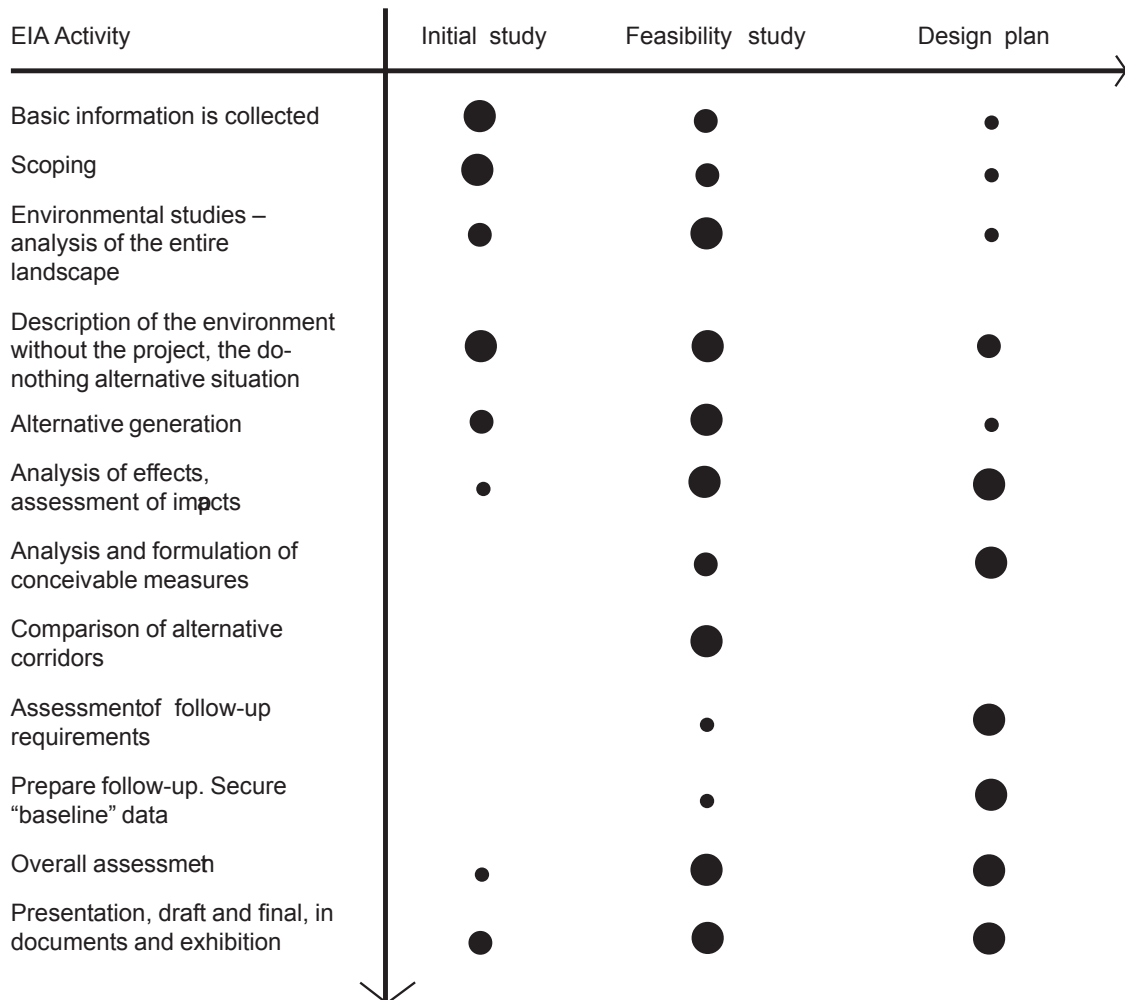 EIA Activity Initial study Feasibility study Design plan
Basic information is collected
Scoping
Environmental studies –
analysis of the entire
landscape
Description of the environment
without the project, the do-
nothing alternative situation
Alternative generation
Analysis of effects,
assessment of impacts
Analysis and formulation of
conceivable measures
Comparison of alternative
corridors
Assessmentof follow-up
requirements
Prepare follow-up. Secure
“baseline” data
Overall assessment
Presentation, draft and final, in
documents and exhibition